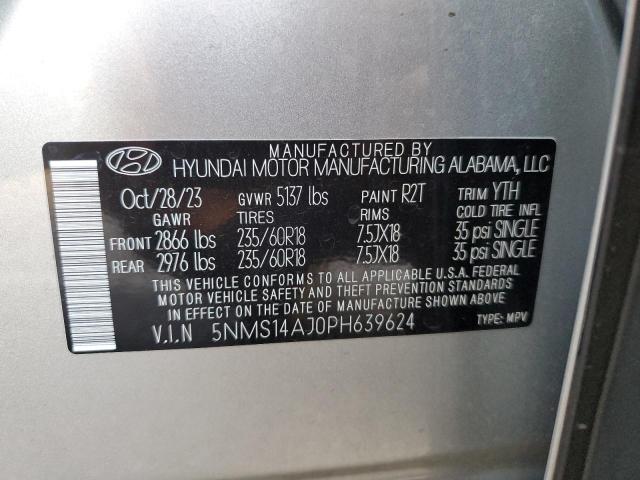 MANUFACTURED BY
HYUNDAI MOTOR MANUFACTURING ALABAMA, LLC
Oct/28/23 GVWR 5137 lbs PAINT R2T TRIM YTH
GAWR TIRES RIMS COLD TIRE INFL
FRONT 2866 lbs 235/60R18 7.5JX18 35 psi SINGLE
REAR 2976 lbs 235/60R18 7.5JX18 35 psi SINGLE
THIS VEHICLE CONFORMS TO ALL APPLICABLE U.S.A. FEDERAL
MOTOR VEHICLE SAFETY AND THEFT PREVENTION STANDARDS
IN EFFECT ON THE DATE OF MANUFACTURE SHOWN ABOVE.
V.I.N 5NMS14AJ0PH639624 TYPE: MPV